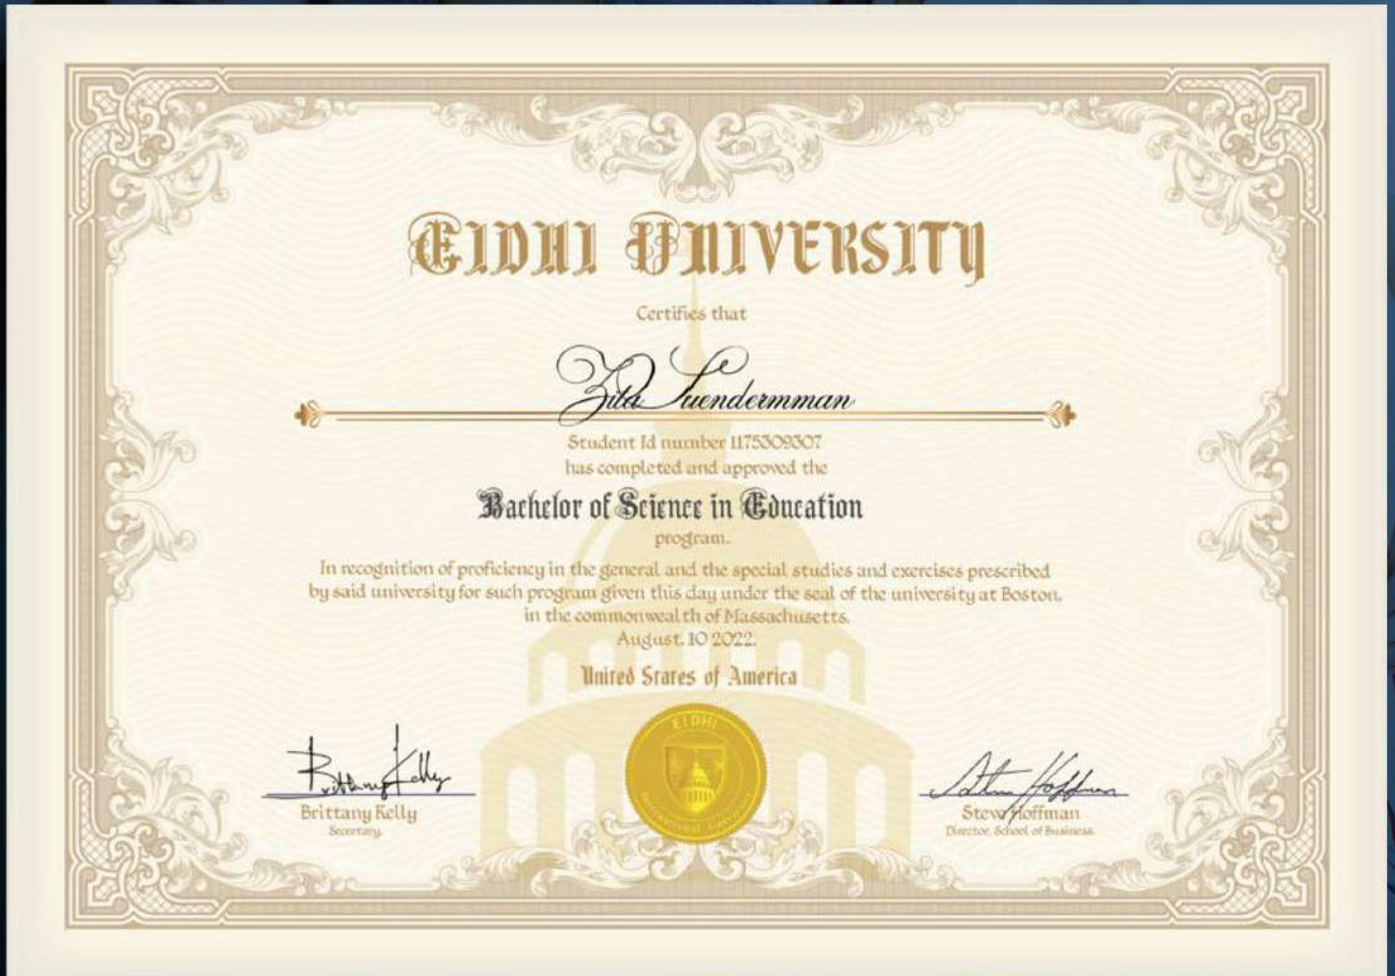 EIDHI UNIVERSITY
Certifies that
Zita Suendermman
Student Id number 1175309307
has completed and approved the
Bachelor of Science in Education
program.
In recognition of proficiency in the general and the special studies and exercises prescribed
by said university for such program given this day under the seal of the university at Boston,
in the commonwealth of Massachusetts.
August, 10 2022.
United States of America
EIDHI
Brittany Kelly
Brittany Kelly
Secretary
Steve Hoffman
Director, School of Business